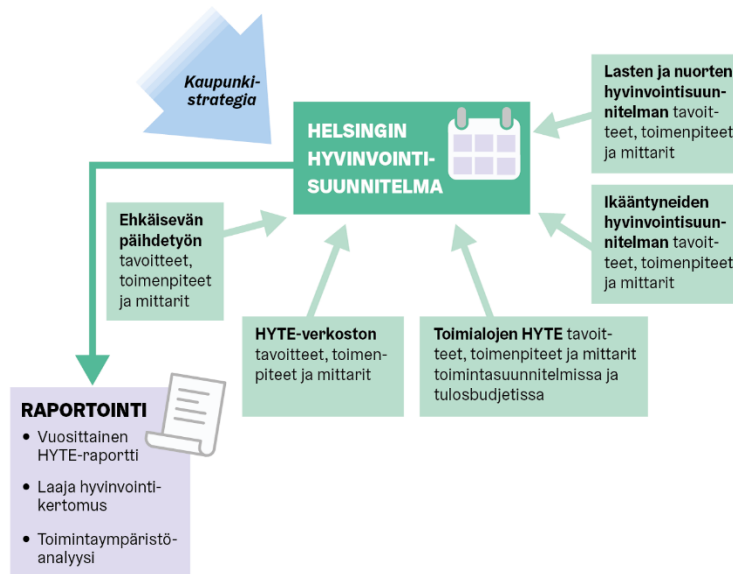 Kaupunki-
strategia
HELSINGIN
HYVINVOINTI-
SUUNNITELMA
Lasten ja nuorten
hyvinvointisuun-
nitelman tavoit-
teet, toimenpiteet
ja mittarit
Ikääntyneiden
hyvinvointisuun-
nitelman tavoit-
teet, toimenpiteet
ja mittarit
Ehkäisevän
päihdetyön
tavoitteet,
toimenpiteet
ja mittarit
HYTE-verkoston
tavoitteet, toimen-
piteet ja mittarit
Toimialojen HYTE tavoit-
teet, toimenpiteet ja mittarit
toimintasuunnitelmissa ja
tulosbudjetissa
RAPORTOINTI
• Vuosittainen
HYTE-raportti
• Laaja hyvinvointi-
kertomus
• Toimintaympäristö-
analyysi